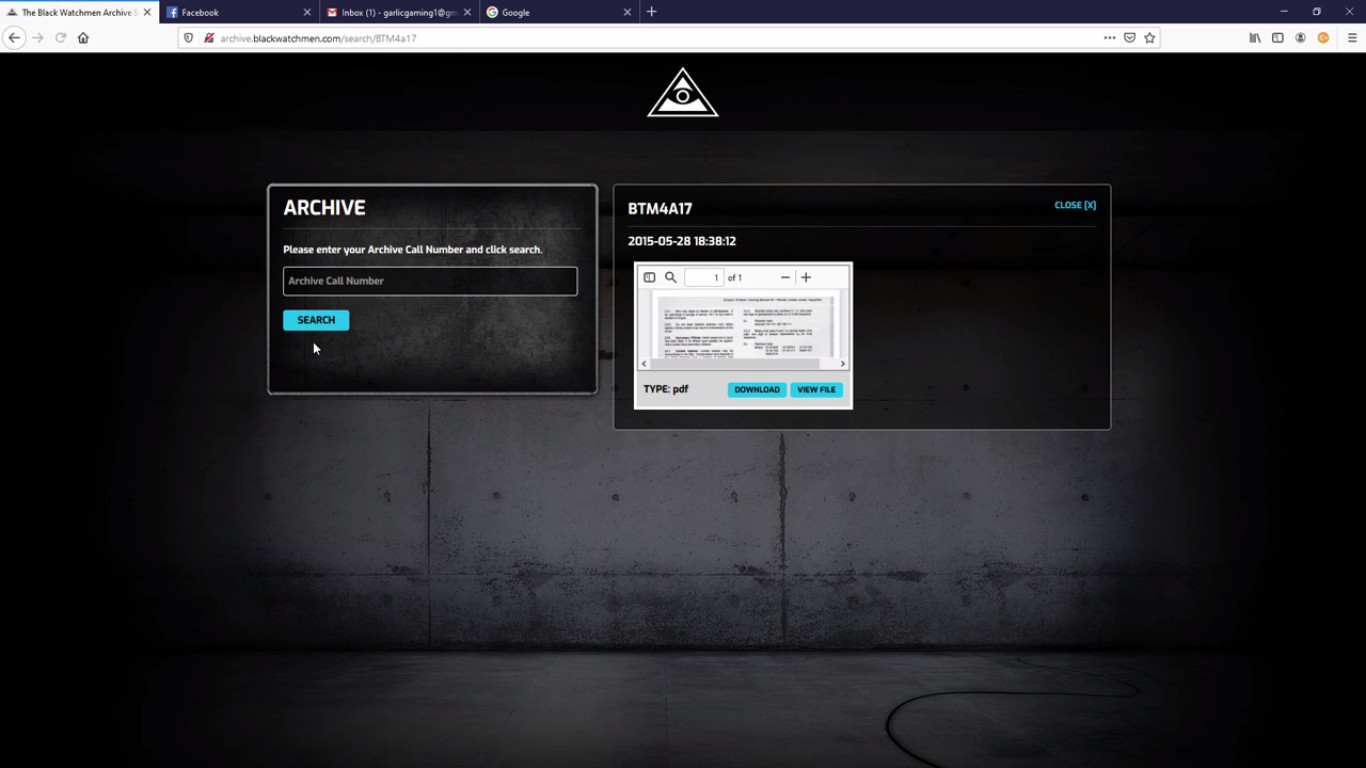 The Black Watchmen Archive S
Facebook
Inbox (1) - garlicgaming1@gm
Google
archive.blackwatchmen.com/search/BTM4a17
ARCHIVE
Please enter your Archive Call Number and click search.
Archive Call Number
SEARCH
BTM4A17
CLOSE [X]
2015-05-28 18:38:12
1 of 1
TYPE: pdf
DOWNLOAD
VIEW FILE